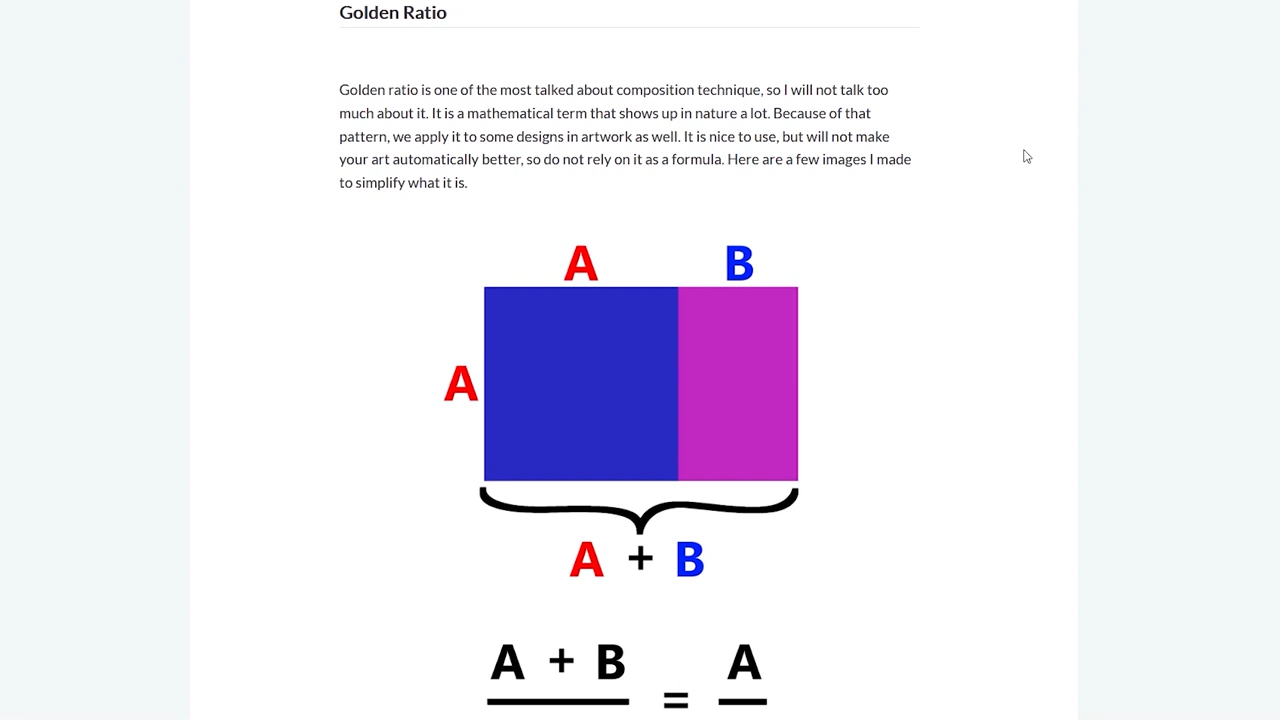 Golden Ratio
Golden ratio is one of the most talked about composition technique, so I will not talk too
much about it. It is a mathematical term that shows up in nature a lot. Because of that
pattern, we apply it to some designs in artwork as well. It is nice to use, but will not make
your art automatically better, so do not rely on it as a formula. Here are a few images I made
to simplify what it is.
A B
A
A + B
A + B = A